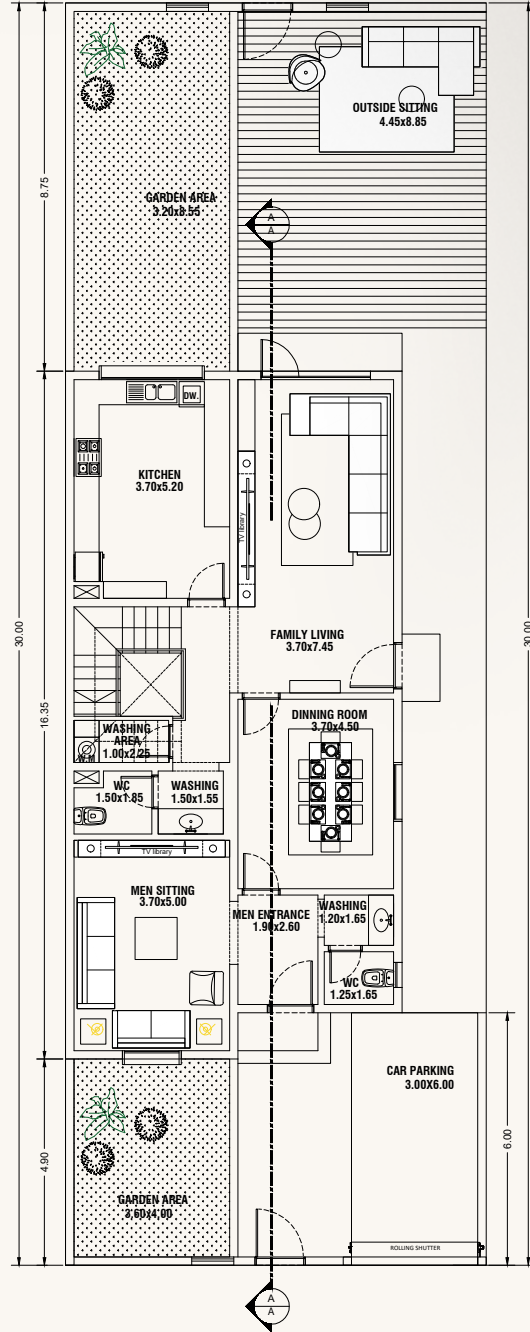 OUTSIDE SITTING
4.45x8.85
8.75
GARDEN AREA
3.20x8.55
A
A
DW.
KITCHEN
3.70x5.20
TV library
30.00
30.00
FAMILY LIVING
3.70x7.45
16.35
DINNING ROOM
3.70x4.50
WASHING
AREA
1.00x2.25
W.M
WC
1.50x1.85
WASHING
1.50x1.55
TV library
MEN SITTING
3.70x5.00
MEN ENTRANCE
1.90x2.60
WASHING
1.20x1.65
WC
1.25x1.65
CAR PARKING
3.00X6.00
6.00
4.90
GARDEN AREA
3.60x4.00
ROLLING SHUTTER
A
A